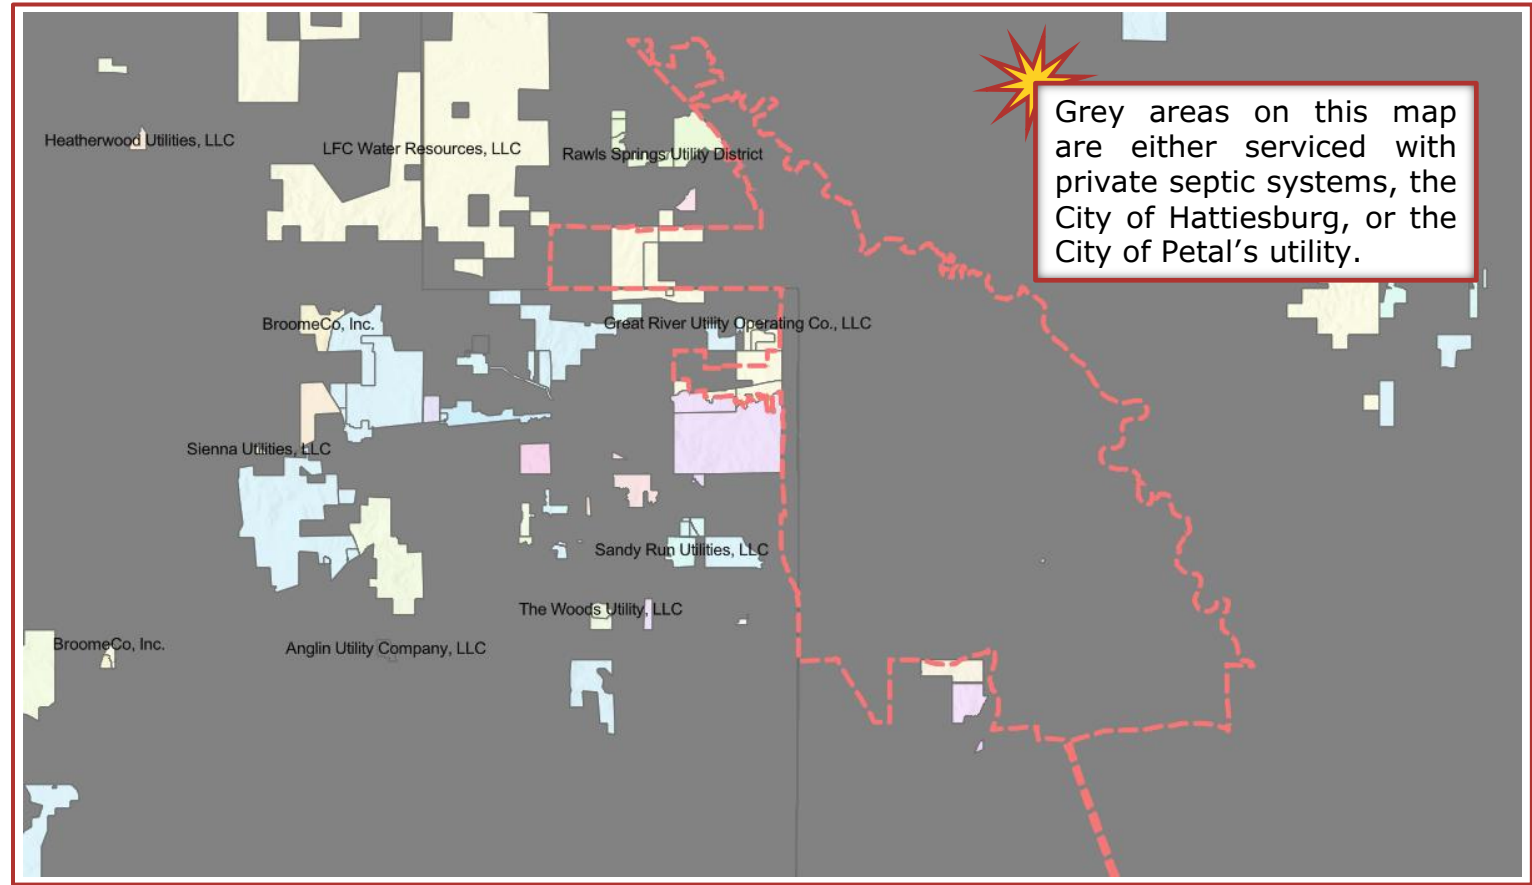 Grey areas on this map
are either serviced with
private septic systems, the
City of Hattiesburg, or the
City of Petal's utility.
Heatherwood Utilities, LLC
LFC Water Resources, LLC
Rawls Springs Utility District
BroomeCo, Inc.
Great River Utility Operating Co., LLC
Sienna Utilities, LLC
Sandy Run Utilities, LLC
The Woods Utility, LLC
BroomeCo, Inc.
Anglin Utility Company, LLC